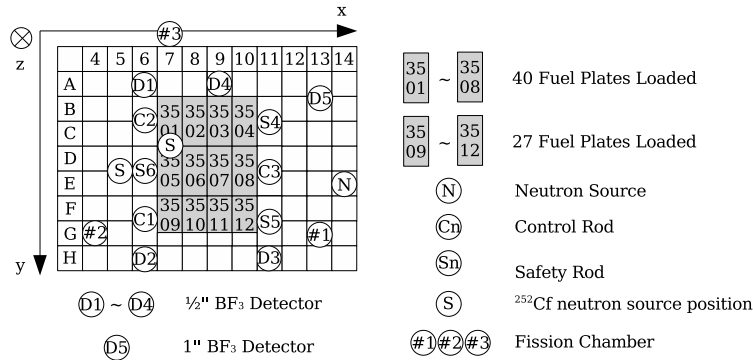 x
#3
z
4 5 6 7 8 9 10 11 12 13 14
A D1 D4 D5
B C2 35 01 35 02 35 03 35 04 S4
C
S
D S S6 35 05 35 06 35 07 35 08 C3
E N
F C1 35 09 35 10 35 11 35 12 S5
G #2 #1
H D2 D3
y
35 01 ~ 35 08 40 Fuel Plates Loaded
35 09 ~ 35 12 27 Fuel Plates Loaded
N Neutron Source
Cn Control Rod
Sn Safety Rod
S ²⁵²Cf neutron source position
#1 #2 #3 Fission Chamber
D1 ~ D4 ½" BF₃ Detector
D5 1" BF₃ Detector